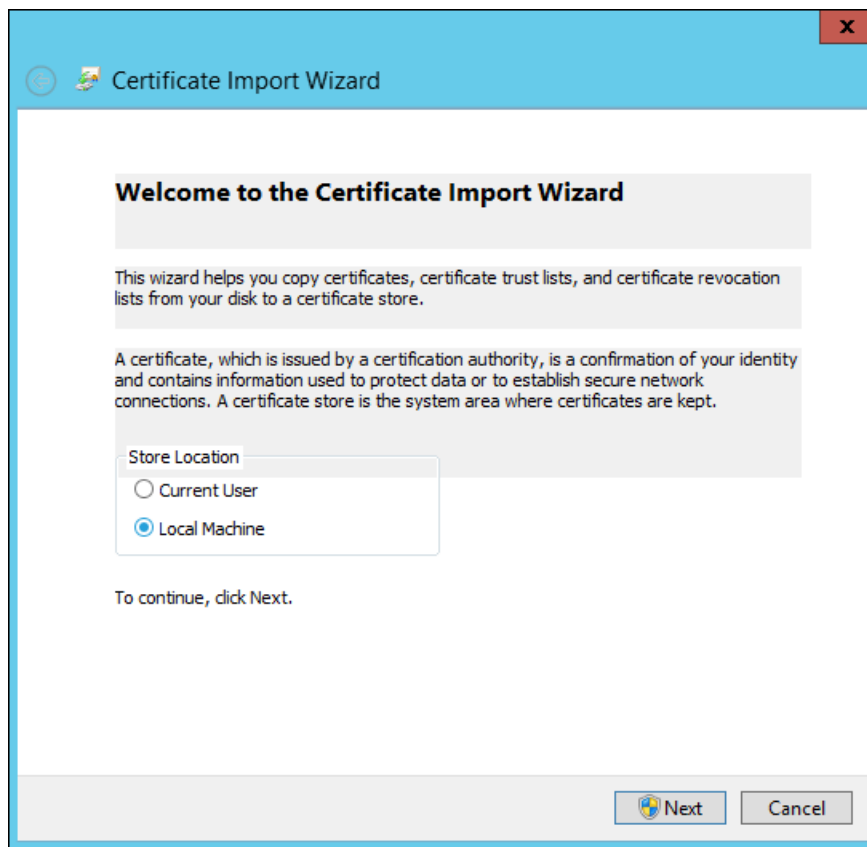 x
Certificate Import Wizard
Welcome to the Certificate Import Wizard
This wizard helps you copy certificates, certificate trust lists, and certificate revocation
lists from your disk to a certificate store.
A certificate, which is issued by a certification authority, is a confirmation of your identity
and contains information used to protect data or to establish secure network
connections. A certificate store is the system area where certificates are kept.
Store Location
Current User
Local Machine
To continue, click Next.
Next Cancel